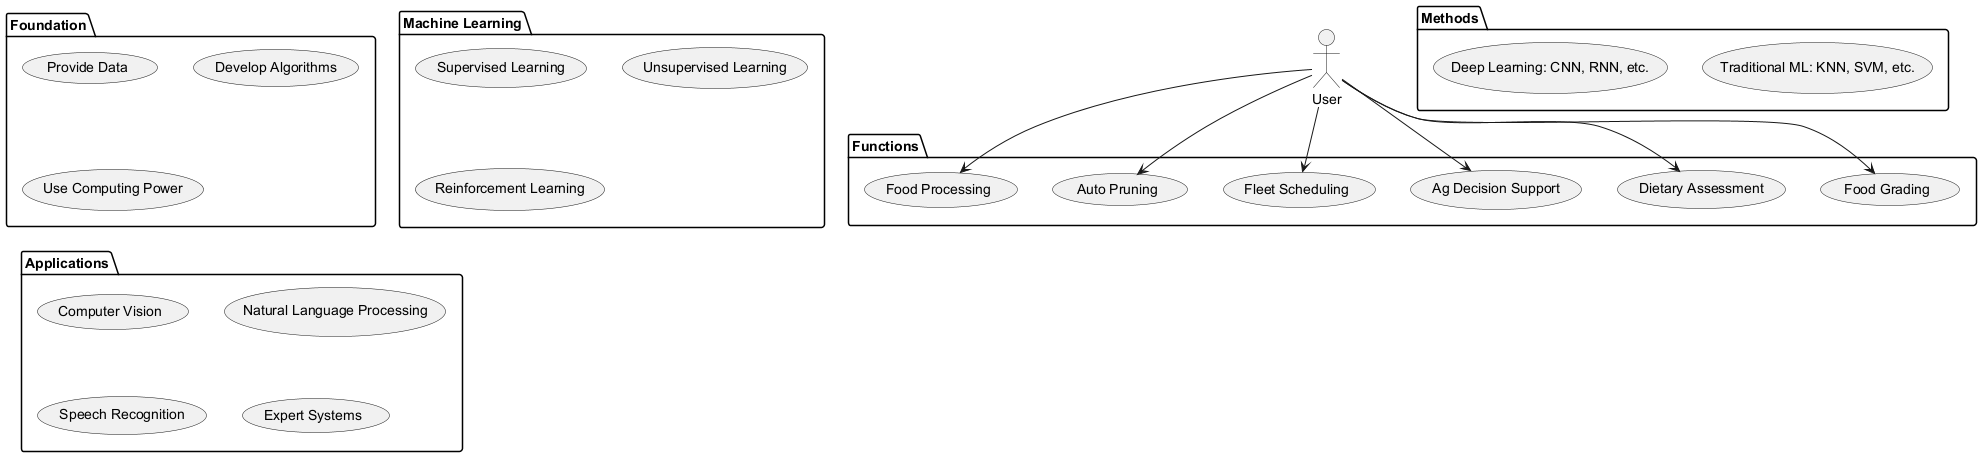 Foundation
Provide Data
Develop Algorithms
Use Computing Power
Machine Learning
Supervised Learning
Unsupervised Learning
Reinforcement Learning
User
Methods
Deep Learning: CNN, RNN, etc.
Traditional ML: KNN, SVM, etc.
Functions
Food Processing
Auto Pruning
Fleet Scheduling
Ag Decision Support
Dietary Assessment
Food Grading
Applications
Computer Vision
Natural Language Processing
Speech Recognition
Expert Systems